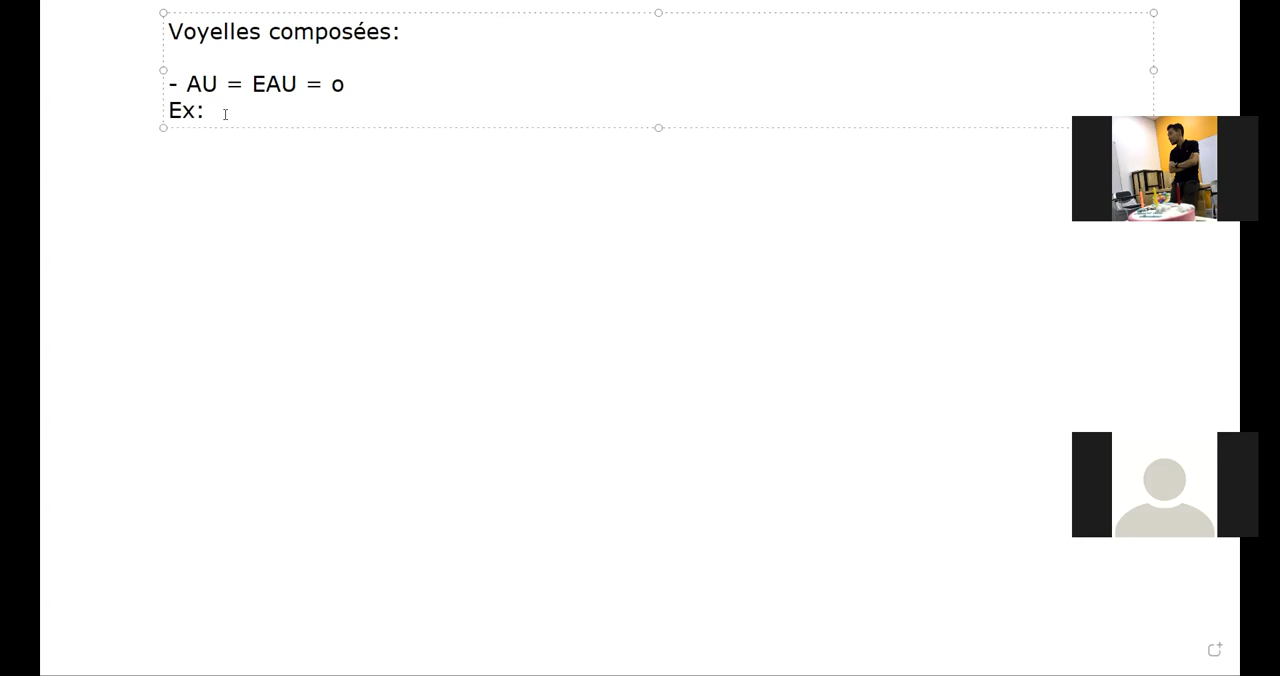 Voyelles composées:
- AU = EAU = o
Ex: